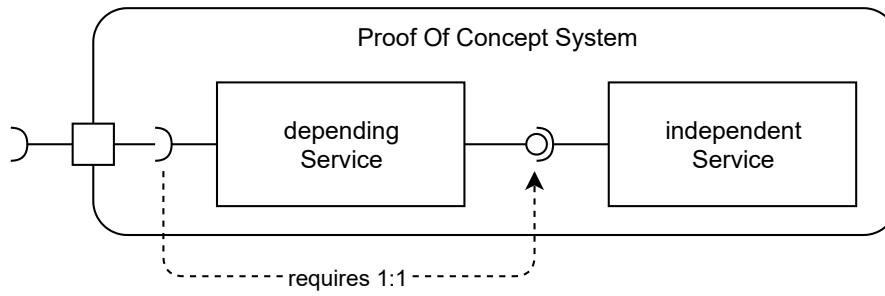 Proof Of Concept System
depending
Service
independent
Service
requires 1:1